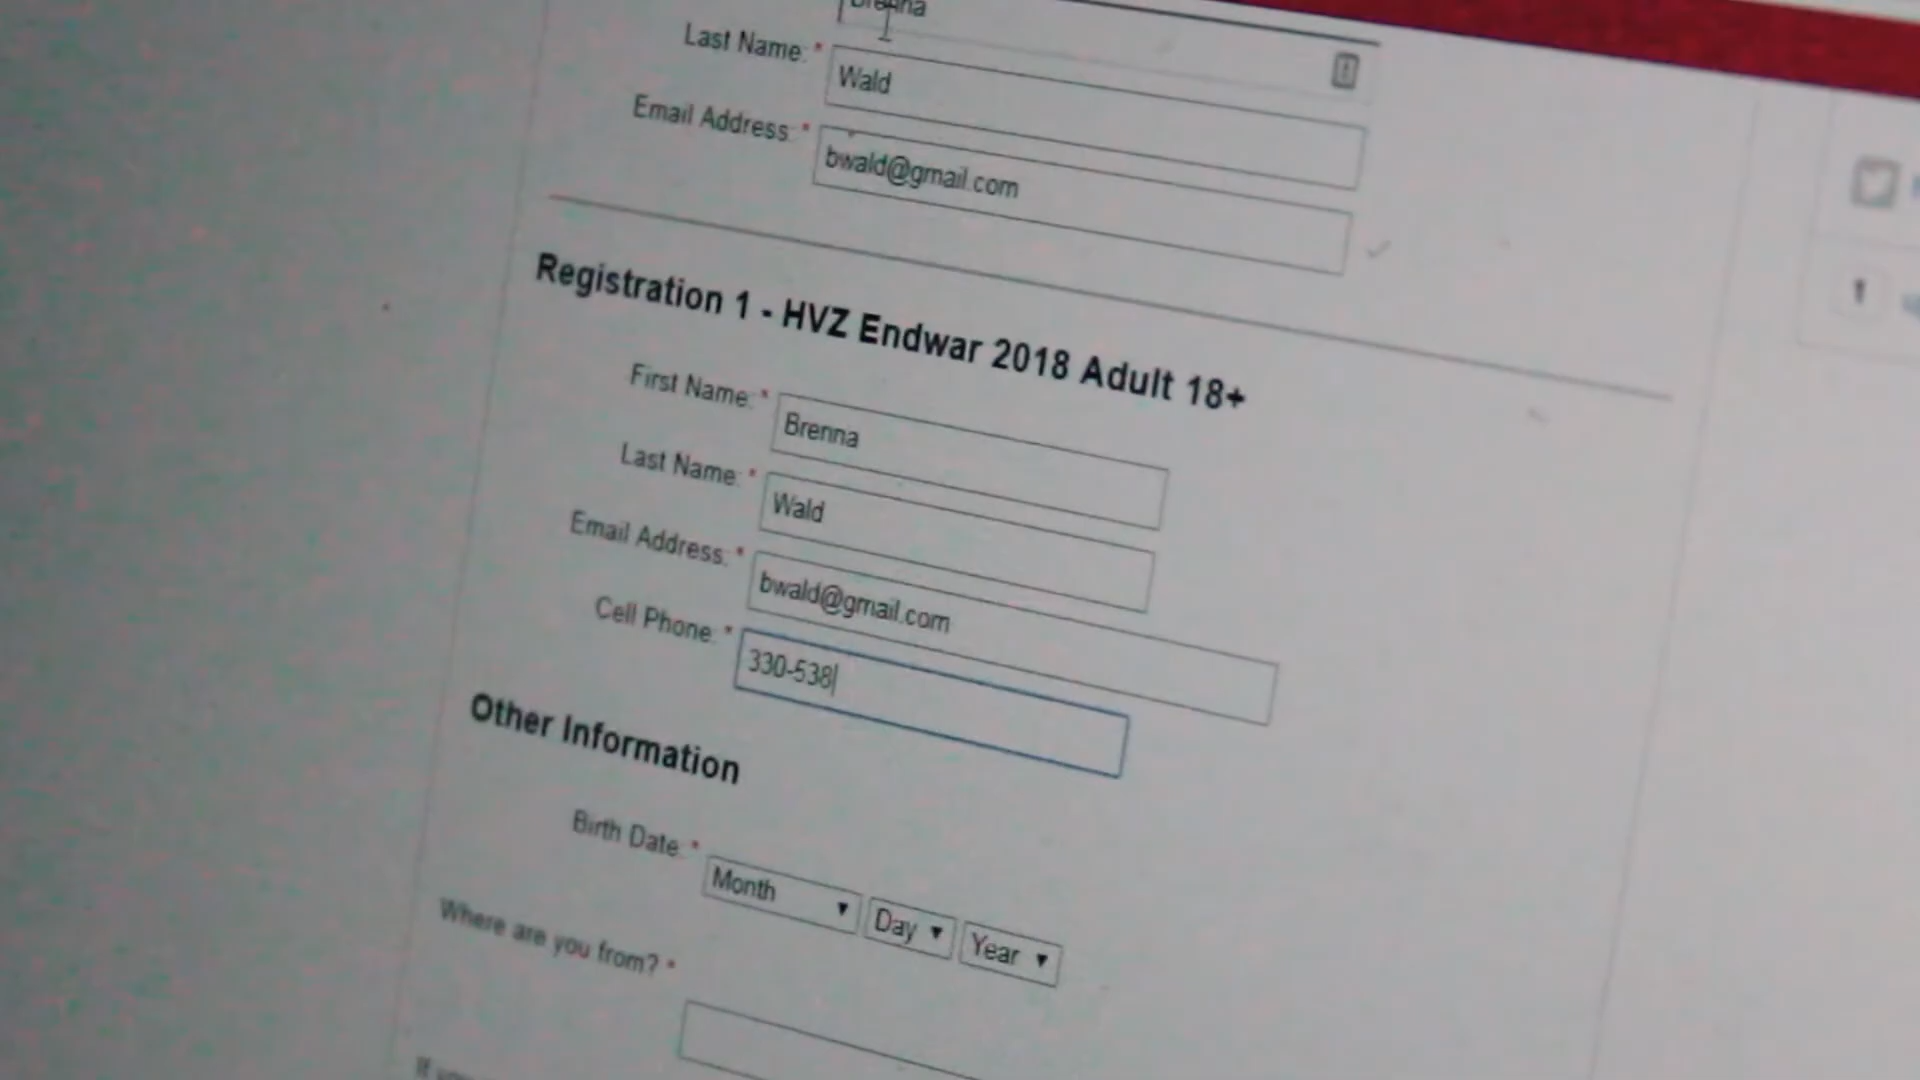 Brenna
Last Name: *
Wald
Email Address: *
bwald@gmail.com
Registration 1 - HVZ Endwar 2018 Adult 18+
First Name: *
Brenna
Last Name: *
Wald
Email Address: *
bwald@gmail.com
Cell Phone: *
330-538
Other Information
Birth Date: *
Month Day Year
Where are you from? *